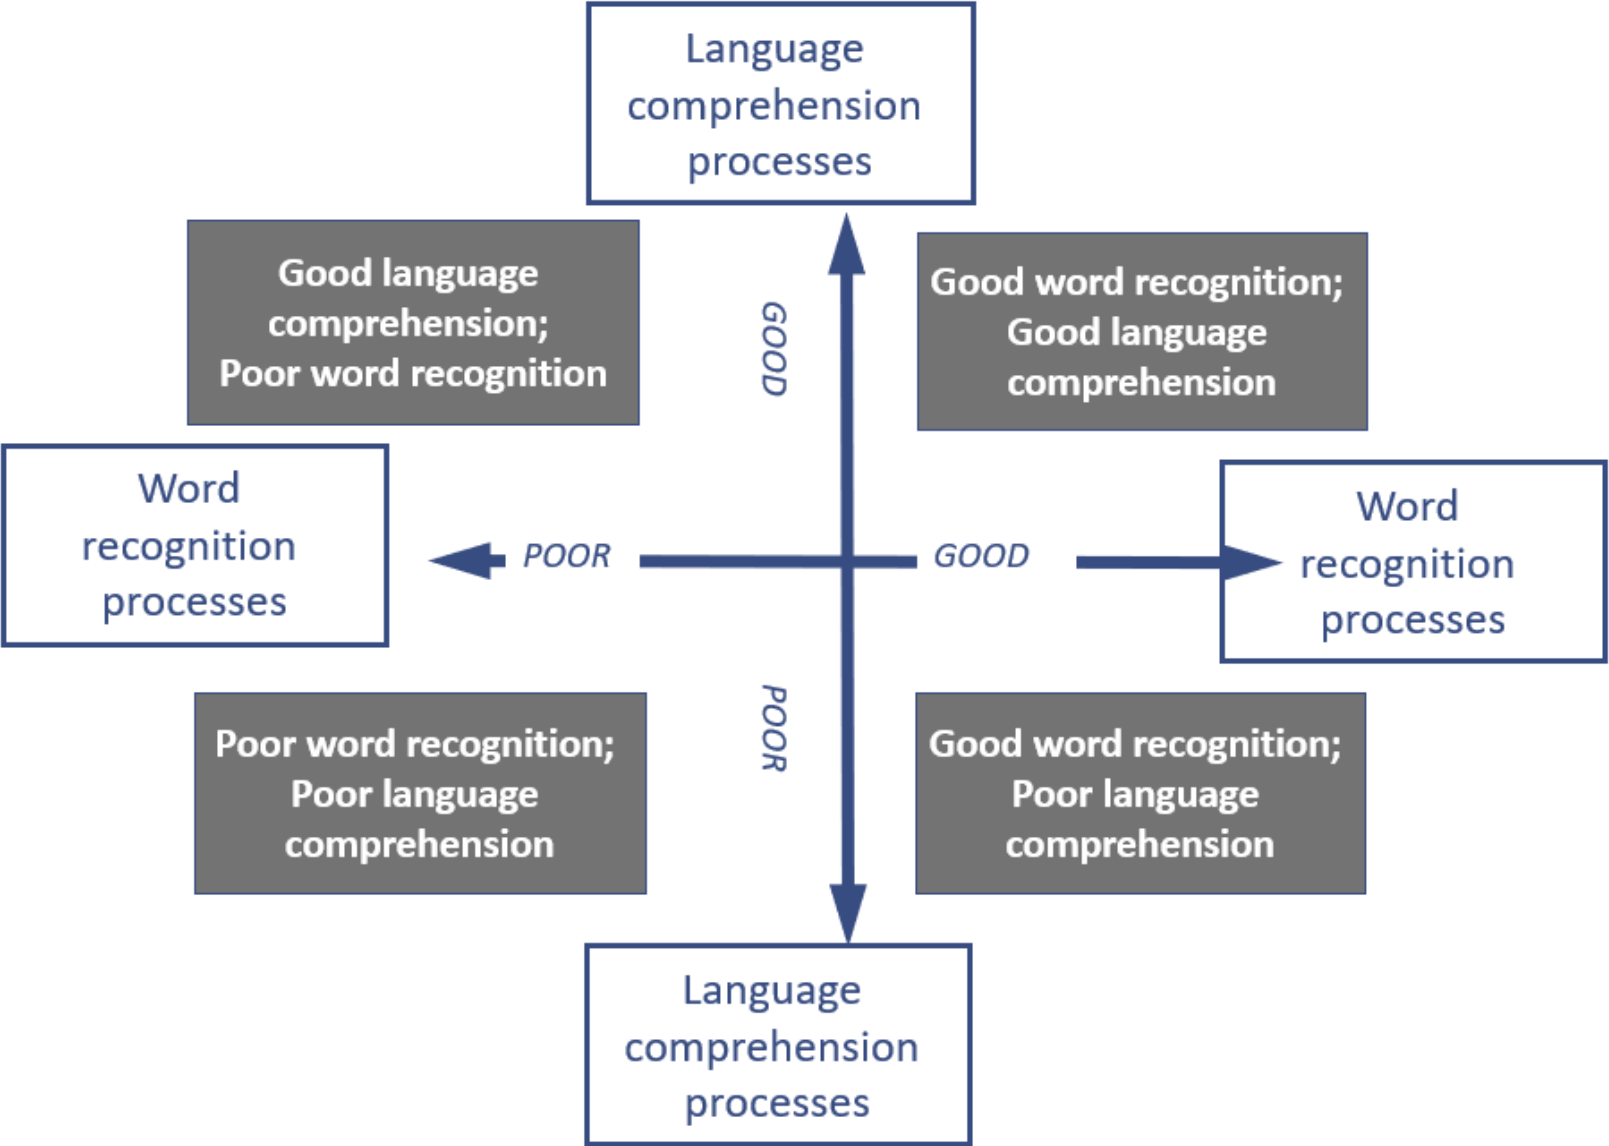 Language
comprehension
processes
Good language
comprehension;
Poor word recognition
GOOD
Good word recognition;
Good language
comprehension
Word
recognition
processes
POOR
GOOD
Word
recognition
processes
Poor word recognition;
Poor language
comprehension
POOR
Good word recognition;
Poor language
comprehension
Language
comprehension
processes